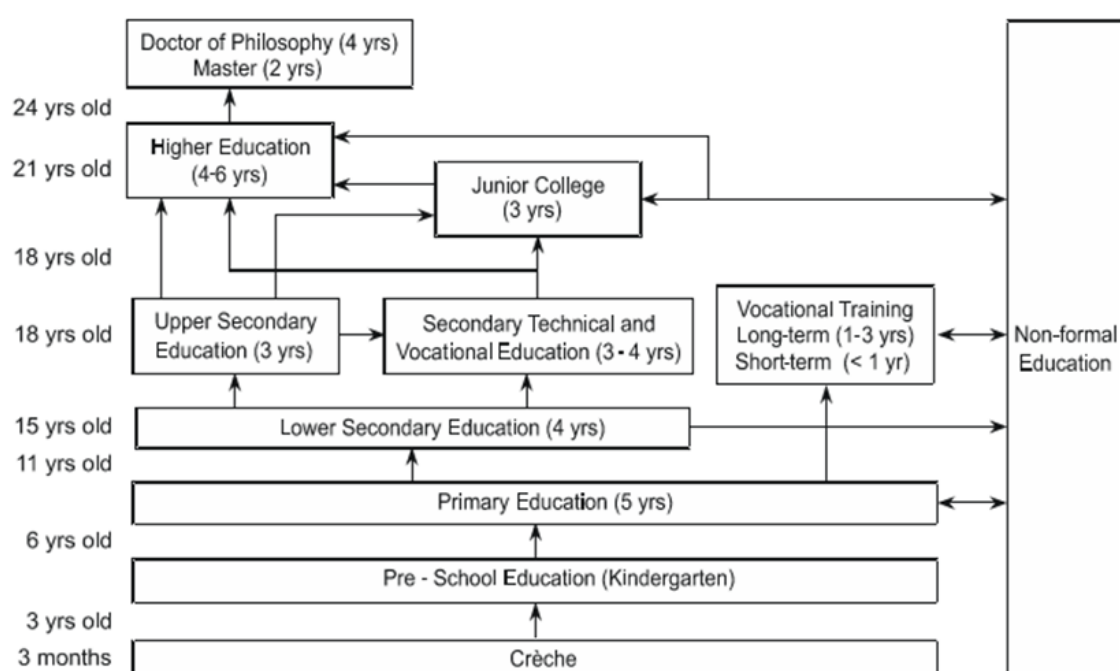 Doctor of Philosophy (4 yrs)
Master (2 yrs)
24 yrs old
Higher Education
(4-6 yrs)
21 yrs old
Junior College
(3 yrs)
18 yrs old
18 yrs old
Upper Secondary
Education (3 yrs)
Secondary Technical and
Vocational Education (3 - 4 yrs)
Vocational Training
Long-term (1-3 yrs)
Short-term (< 1 yr)
Non-formal
Education
15 yrs old
Lower Secondary Education (4 yrs)
11 yrs old
Primary Education (5 yrs)
6 yrs old
Pre - School Education (Kindergarten)
3 yrs old
3 months
Crèche